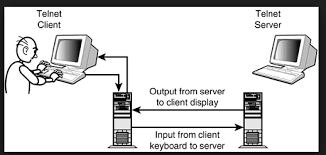 Telnet
Client
Telnet
Server
Output from server
to client display
Input from client
keyboard to server